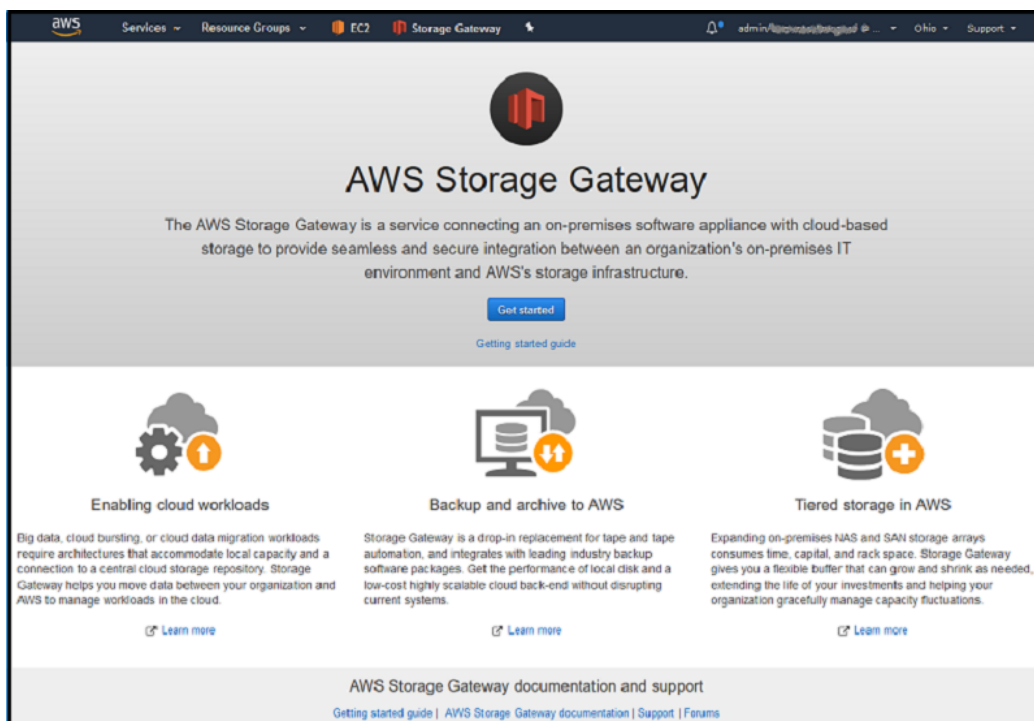 aws Services Resource Groups EC2 Storage Gateway admin/ @ ... Ohio Support
AWS Storage Gateway
The AWS Storage Gateway is a service connecting an on-premises software appliance with cloud-based
storage to provide seamless and secure integration between an organization's on-premises IT
environment and AWS's storage infrastructure.
Get started
Getting started guide
Enabling cloud workloads
Big data, cloud bursting, or cloud data migration workloads
require architectures that accommodate local capacity and a
connection to a central cloud storage repository. Storage
Gateway helps you move data between your organization and
AWS to manage workloads in the cloud.
Learn more
Backup and archive to AWS
Storage Gateway is a drop-in replacement for tape and tape
automation, and integrates with leading industry backup
software packages. Get the performance of local disk and a
low-cost highly scalable cloud back-end without disrupting
current systems.
Learn more
Tiered storage in AWS
Expanding on-premises NAS and SAN storage arrays
consumes time, capital, and rack space. Storage Gateway
gives you a flexible buffer that can grow and shrink as needed,
extending the life of your investments and helping your
organization gracefully manage capacity fluctuations.
Learn more
AWS Storage Gateway documentation and support
Getting started guide | AWS Storage Gateway documentation | Support | Forums